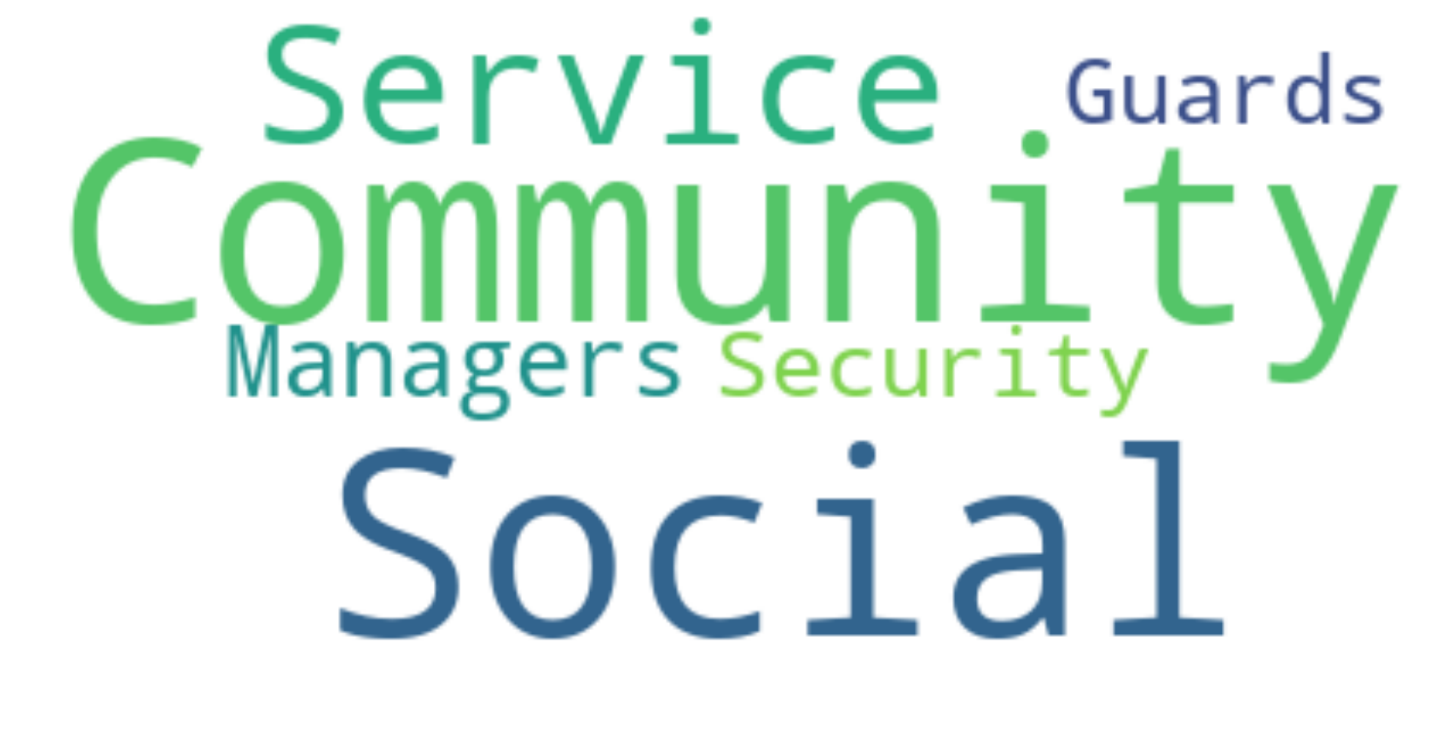 Service Guards
Community
Managers Security
Social